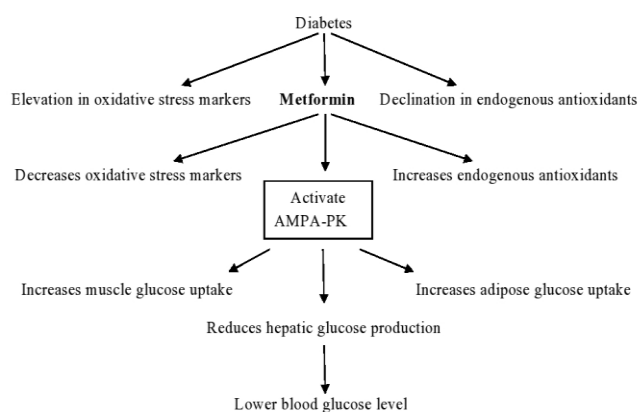 Diabetes
Elevation in oxidative stress markers
Metformin
Declination in endogenous antioxidants
Decreases oxidative stress markers
Increases endogenous antioxidants
Activate
AMPA-PK
Increases muscle glucose uptake
Increases adipose glucose uptake
Reduces hepatic glucose production
Lower blood glucose level